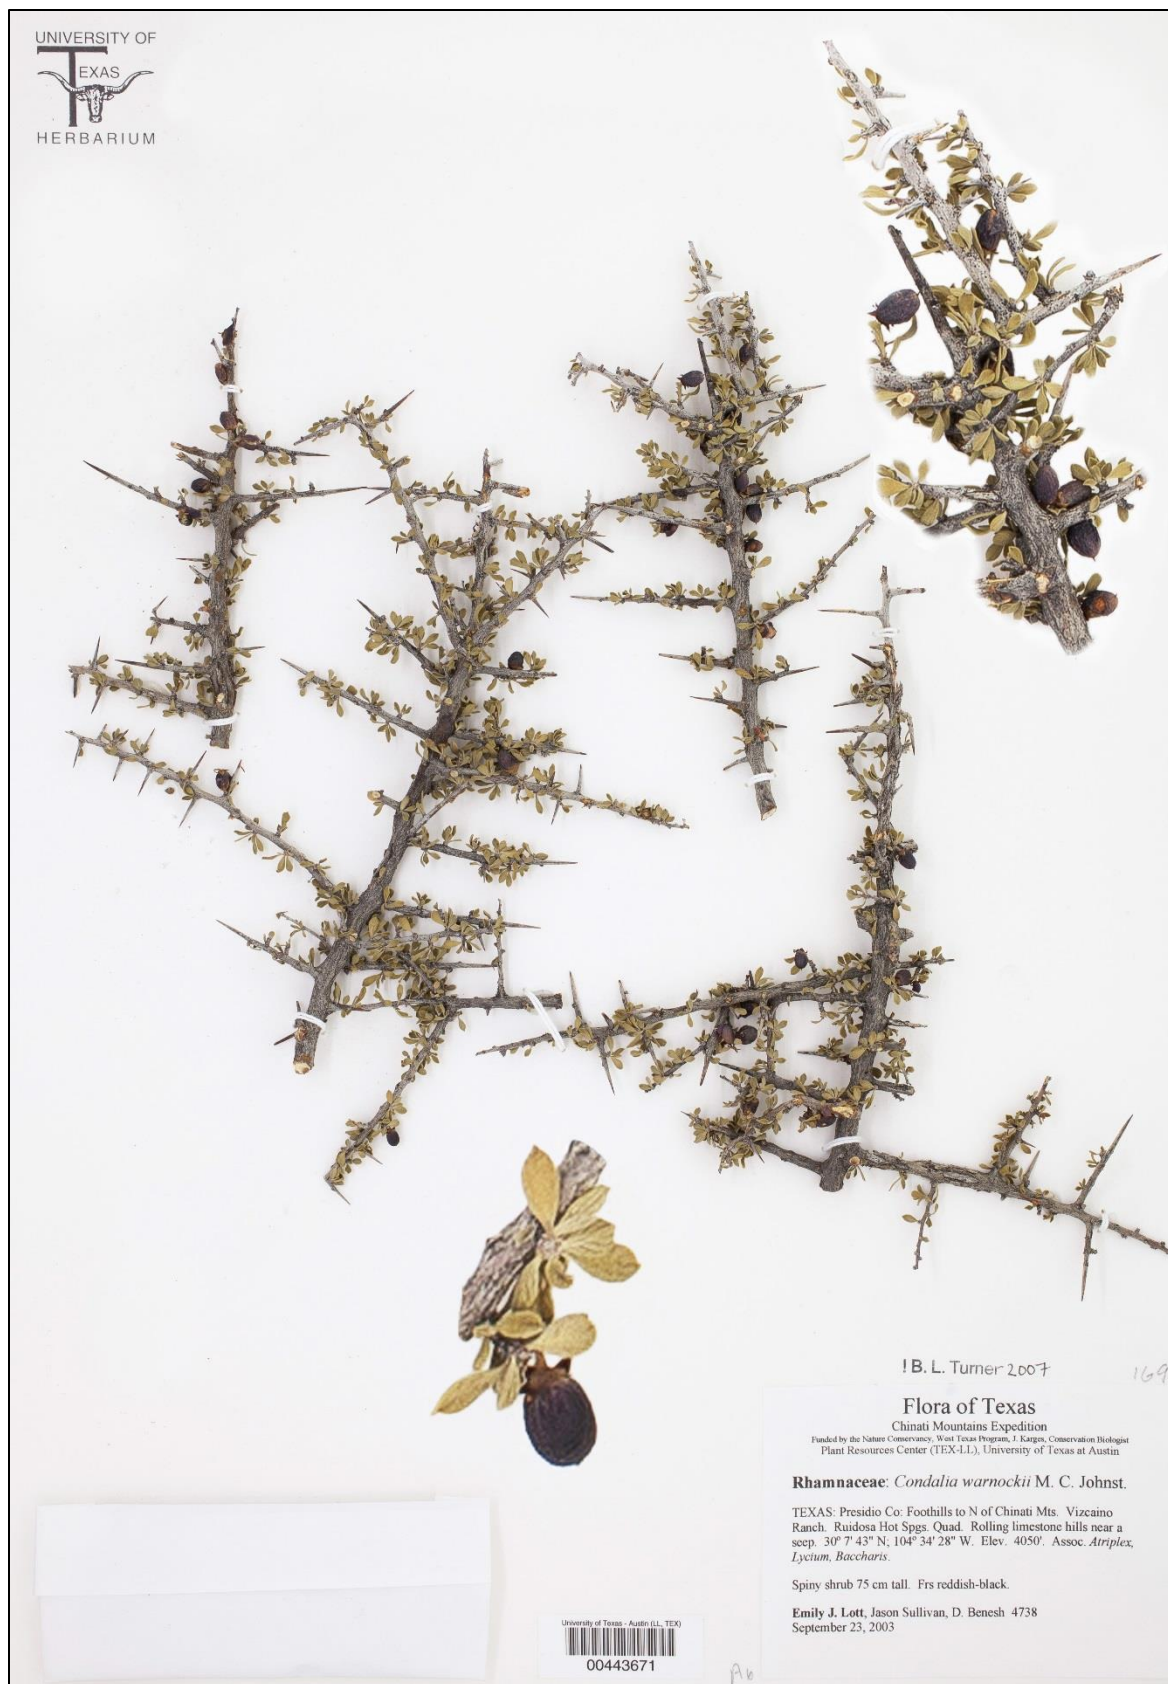 UNIVERSITY OF
TEXAS
HERBARIUM
! B. L. Turner 2007
169
Flora of Texas
Chinati Mountains Expedition
Funded by the Nature Conservancy, West Texas Program, J. Karges, Conservation Biologist
Plant Resources Center (TEX-LL), University of Texas at Austin
Rhamnaceae: Condalia warnockii M. C. Johnst.
TEXAS: Presidio Co: Foothills to N of Chinati Mts. Vizcaino
Ranch. Ruidosa Hot Spgs. Quad. Rolling limestone hills near a
seep. 30° 7' 43" N; 104° 34' 28" W. Elev. 4050'. Assoc. Atriplex,
Lycium, Baccharis.
Spiny shrub 75 cm tall. Frs reddish-black.
Emily J. Lott, Jason Sullivan, D. Benesh 4738
September 23, 2003
University of Texas - Austin (LL, TEX)
00443671